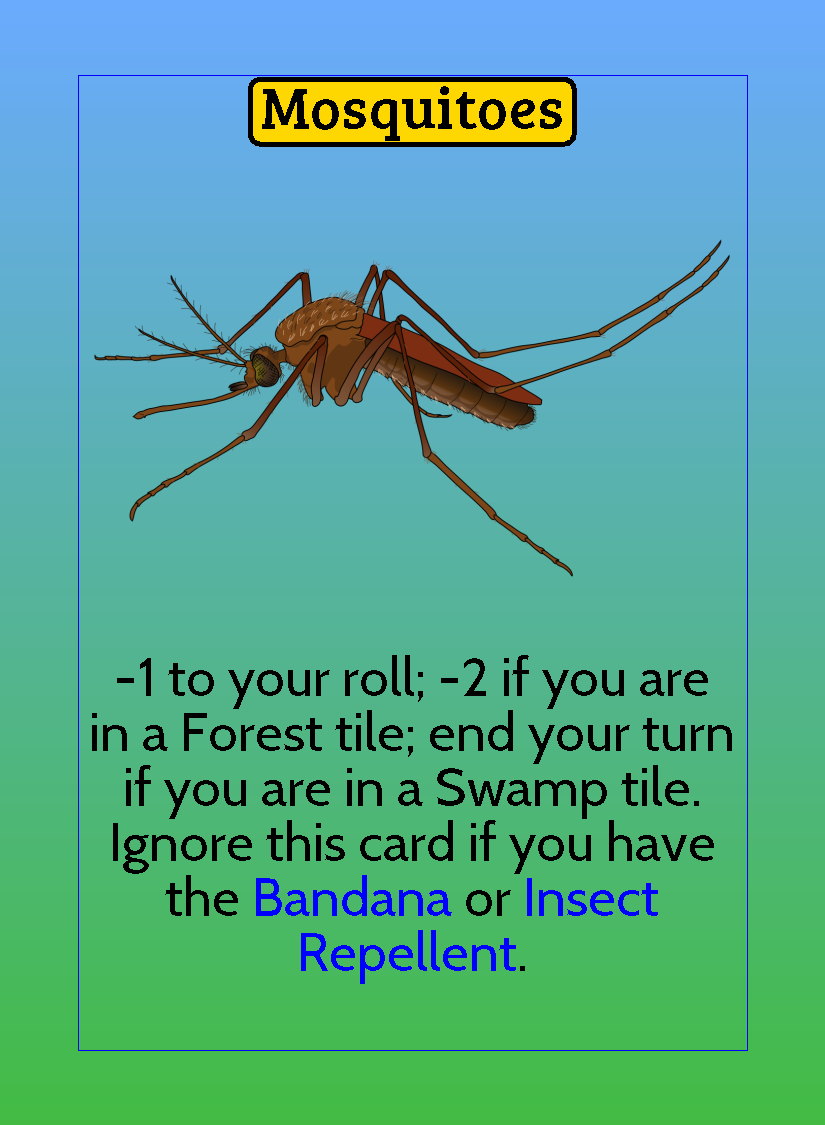 Mosquitoes
-1 to your roll; -2 if you are
in a Forest tile; end your turn
if you are in a Swamp tile.
Ignore this card if you have
the Bandana or Insect
Repellent.